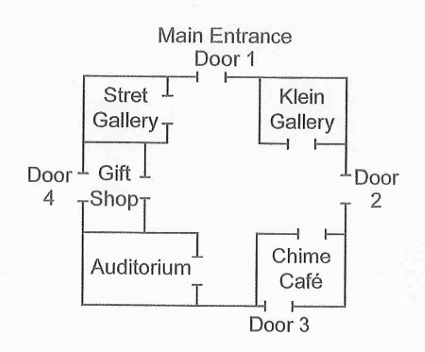 Main Entrance
Door 1
Stret
Gallery
Klein
Gallery
Door
4
Gift
Shop
Door
2
Auditorium
Chime
Café
Door 3